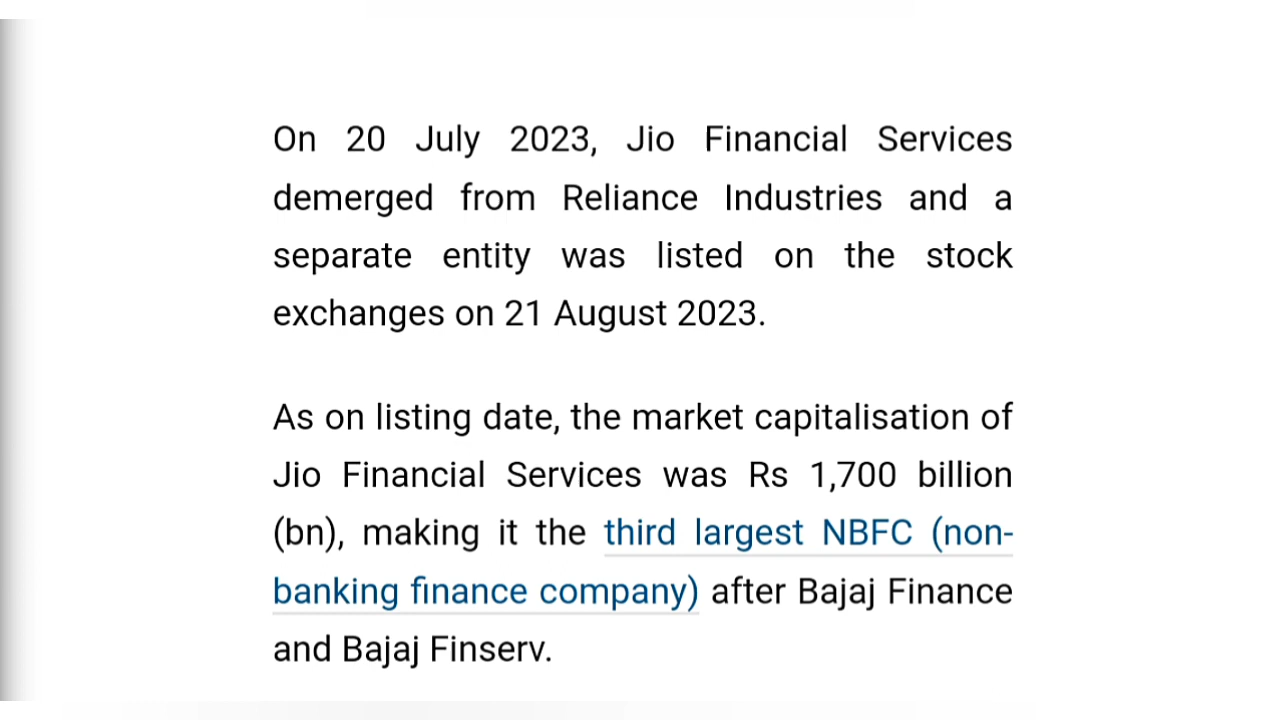 On 20 July 2023, Jio Financial Services
demerged from Reliance Industries and a
separate entity was listed on the stock
exchanges on 21 August 2023.
As on listing date, the market capitalisation of
Jio Financial Services was Rs 1,700 billion
(bn), making it the third largest NBFC (non-
banking finance company) after Bajaj Finance
and Bajaj Finserv.